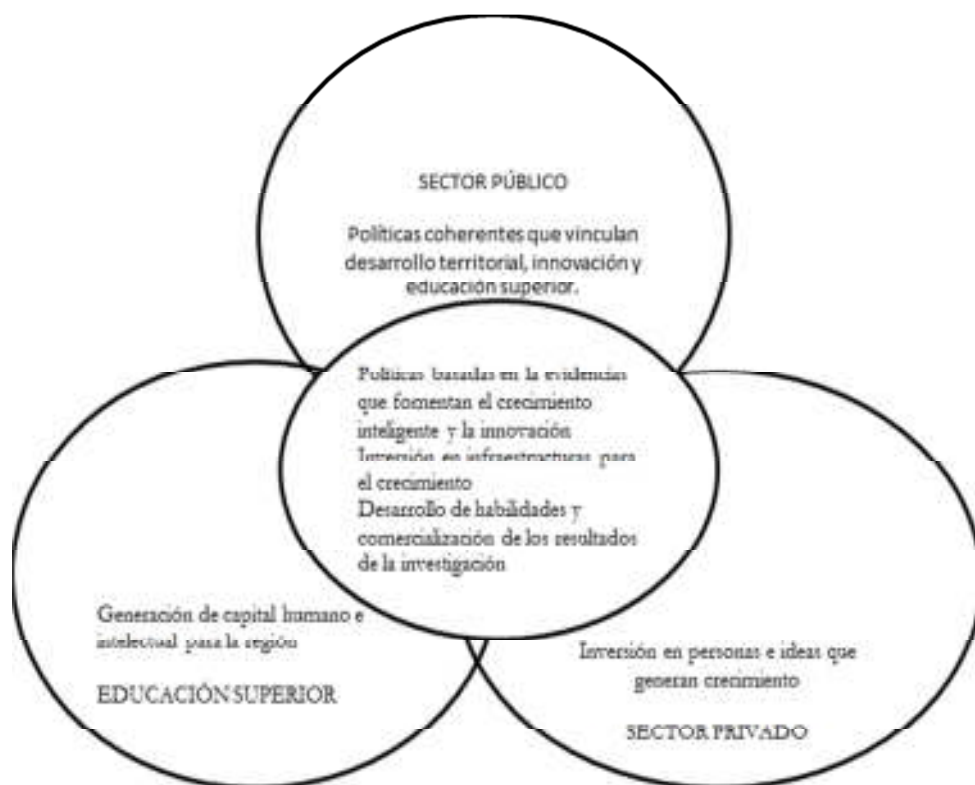 SECTOR PÚBLICO
Políticas coherentes que vinculan
desarrollo territorial, innovación y
educación superior.
Políticas basadas en la evidencias
que fomentan el crecimiento
inteligente y la innovación
Inversión en infraestructuras para
el crecimiento
Desarrollo de habilidades y
comercialización de los resultados
de la investigación
Generación de capital humano e
intelectual para la región
EDUCACIÓN SUPERIOR
Inversión en personas e ideas que
generan crecimiento
SECTOR PRIVADO